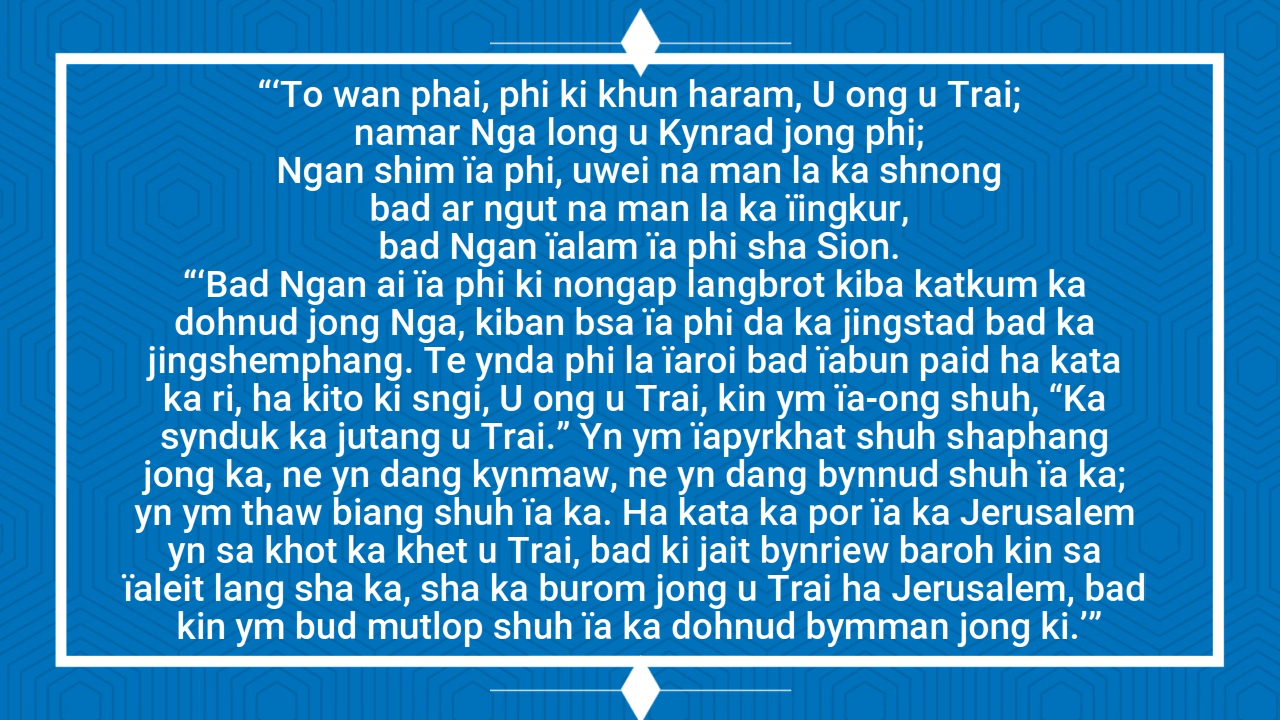 “‘To wan phai, phi ki khun haram, U ong u Trai;
namar Nga long u Kynrad jong phi;
Ngan shim ïa phi, uwei na man la ka shnong
bad ar ngut na man la ka ïingkur,
bad Ngan ïalam ïa phi sha Sion.
“‘Bad Ngan ai ïa phi ki nongap langbrot kiba katkum ka
dohnud jong Nga, kiban bsa ïa phi da ka jingstad bad ka
jingshemphang. Te ynda phi la ïaroi bad ïabun paid ha kata
ka ri, ha kito ki sngi, U ong u Trai, kin ym ïa-ong shuh, “Ka
synduk ka jutang u Trai.” Yn ym ïapyrkhat shuh shaphang
jong ka, ne yn dang kynmaw, ne yn dang bynnud shuh ïa ka;
yn ym thaw biang shuh ïa ka. Ha kata ka por ïa ka Jerusalem
yn sa khot ka khet u Trai, bad ki jait bynriew baroh kin sa
ïaleit lang sha ka, sha ka burom jong u Trai ha Jerusalem, bad
kin ym bud mutlop shuh ïa ka dohnud bymman jong ki.’”